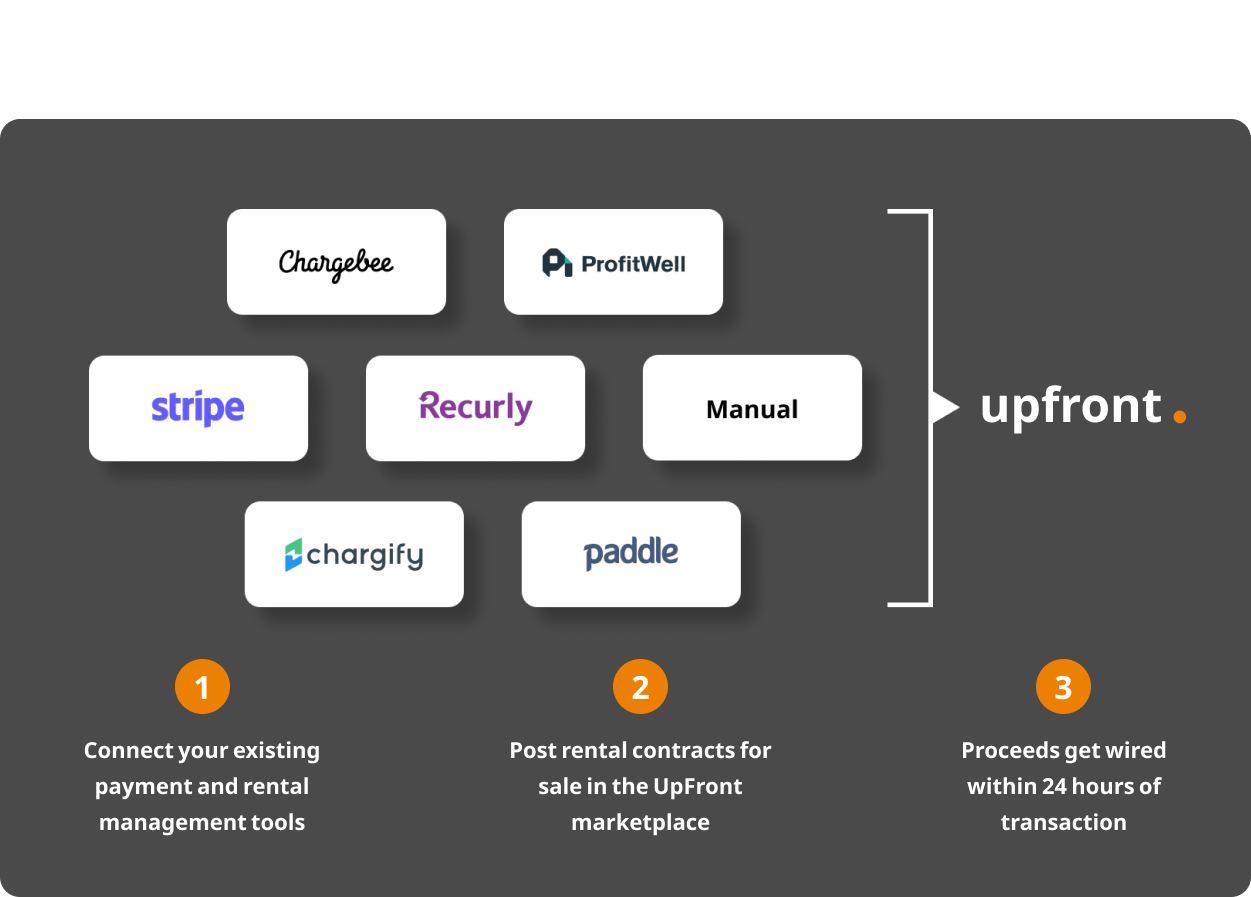 Chargebee
ProfitWell
stripe
Recurly
Manual
upfront.
chargify
paddle
1
Connect your existing
payment and rental
management tools
2
Post rental contracts for
sale in the UpFront
marketplace
3
Proceeds get wired
within 24 hours of
transaction